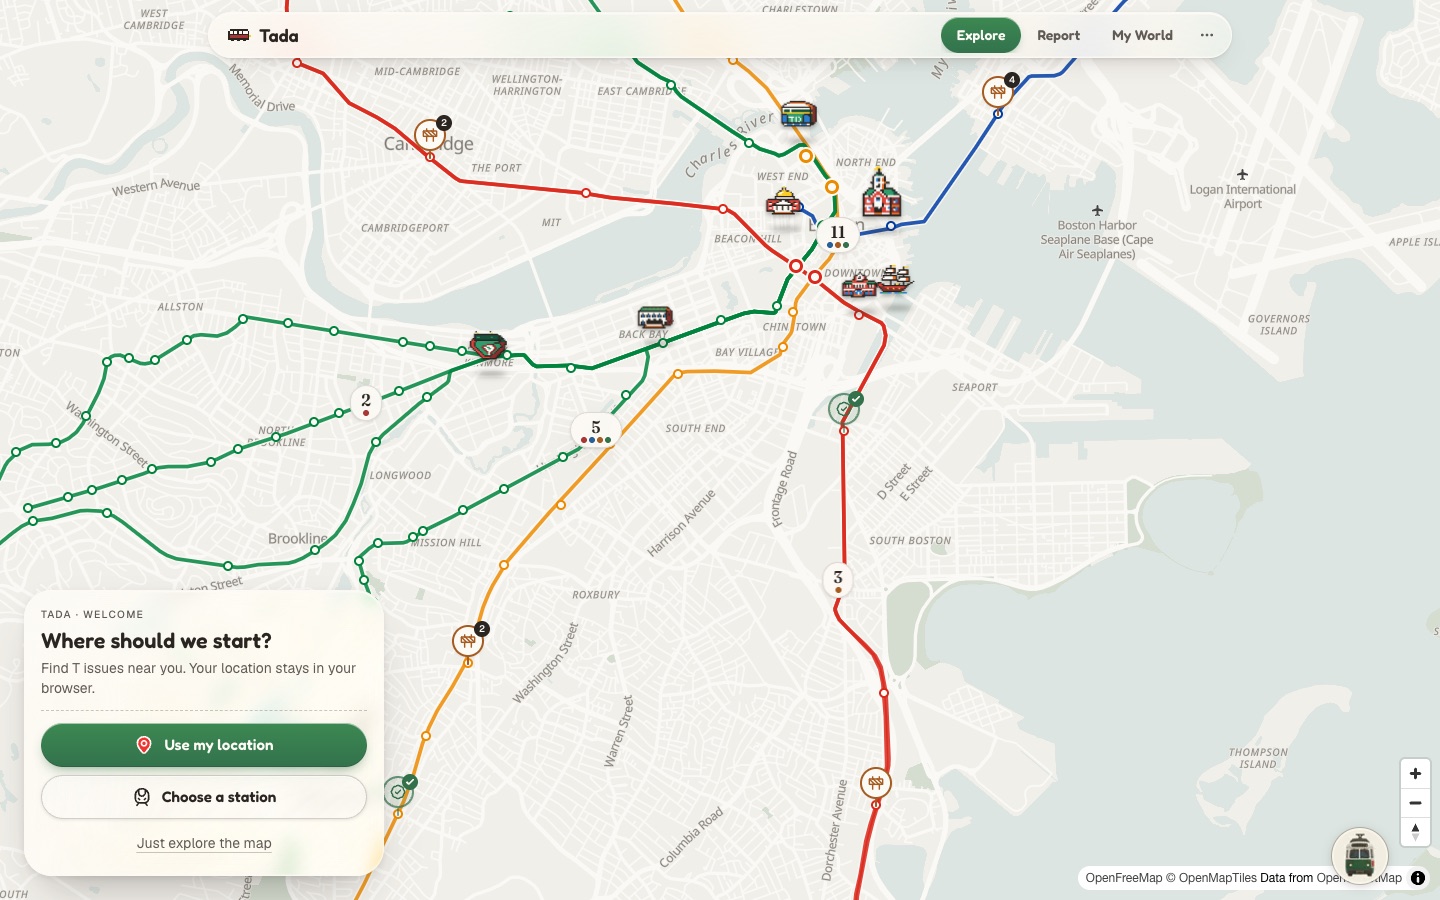 WEST
CAMBRIDGE
CHARLESTOWN
Tada
Explore
Report
My World
Memorial Drive
MID-CAMBRIDGE
WELLINGTON-
HARRINGTON
EAST CAMBRIDGE
4
2
THE PORT
Charles River
NORTH END
WEST END
Western Avenue
Logan International
Airport
CAMBRIDGEPORT
MIT
BEACON HILL
11
Boston Harbor
Seaplane Base (Cape
Air Seaplanes)
DOWNTOWN
ALLSTON
BACK BAY
GOVERNORS
ISLAND
BAY VILLAGE
SEAPORT
2
Washington Street
5
SOUTH END
LONGWOOD
Frontage Road
D Street
E Street
Harrison Avenue
Brookline
MISSION HILL
SOUTH BOSTON
3
ROXBURY
TADA · WELCOME
Where should we start?
Find T issues near you. Your location stays in your
browser.
Use my location
Choose a station
Just explore the map
2
Washington Street
Warren Street
Columbia Road
Dorchester Avenue
THOMPSON
ISLAND
OpenFreeMap © OpenMapTiles Data from